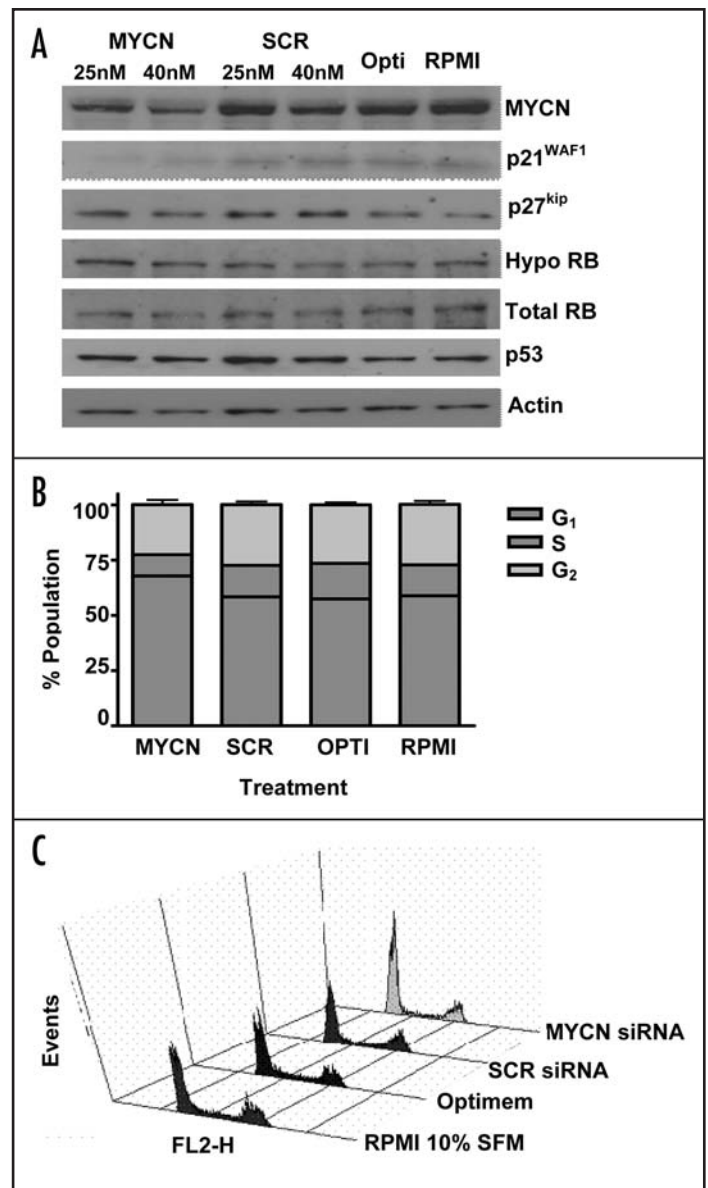 A
MYCN SCR Opti RPMI
25nM 40nM 25nM 40nM
MYCN
p21WAF1
p27kip
Hypo RB
Total RB
p53
Actin
B
% Population
100
75
50
25
0
G1
S
G2
MYCN SCR OPTI RPMI
Treatment
C
Events
MYCN siRNA
SCR siRNA
Optimem
RPMI 10% SFM
FL2-H